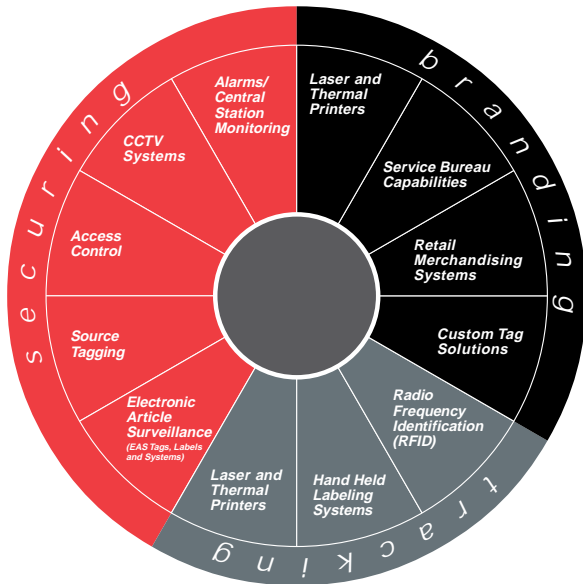 securing
branding
tracking
Alarms/
Central
Station
Monitoring
Laser and
Thermal
Printers
Service Bureau
Capabilities
Retail
Merchandising
Systems
Custom Tag
Solutions
Radio
Frequency
Identification
(RFID)
Hand Held
Labeling
Systems
Laser and
Thermal
Printers
Electronic
Article
Surveillance
(EAS Tags, Labels
and Systems)
Source
Tagging
Access
Control
CCTV
Systems